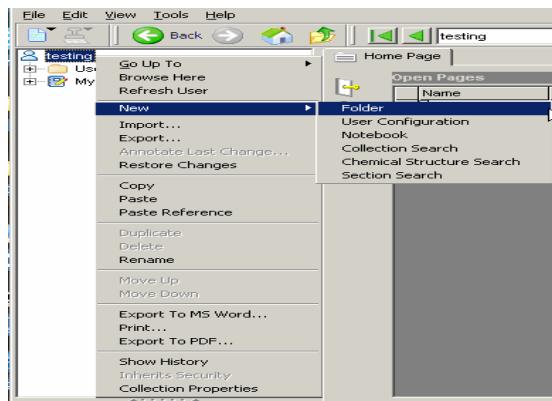 File Edit View Tools Help
Back
testing
testing
Home Page
Go Up To
Browse Here
Refresh User
My
Open Pages
Name
New
Folder
User Configuration
Notebook
Collection Search
Chemical Structure Search
Section Search
Import...
Export...
Annotate Last Change...
Restore Changes
Copy
Paste
Paste Reference
Duplicate
Delete
Rename
Move Up
Move Down
Export To MS Word...
Print...
Export To PDF...
Show History
Inherits Security
Collection Properties